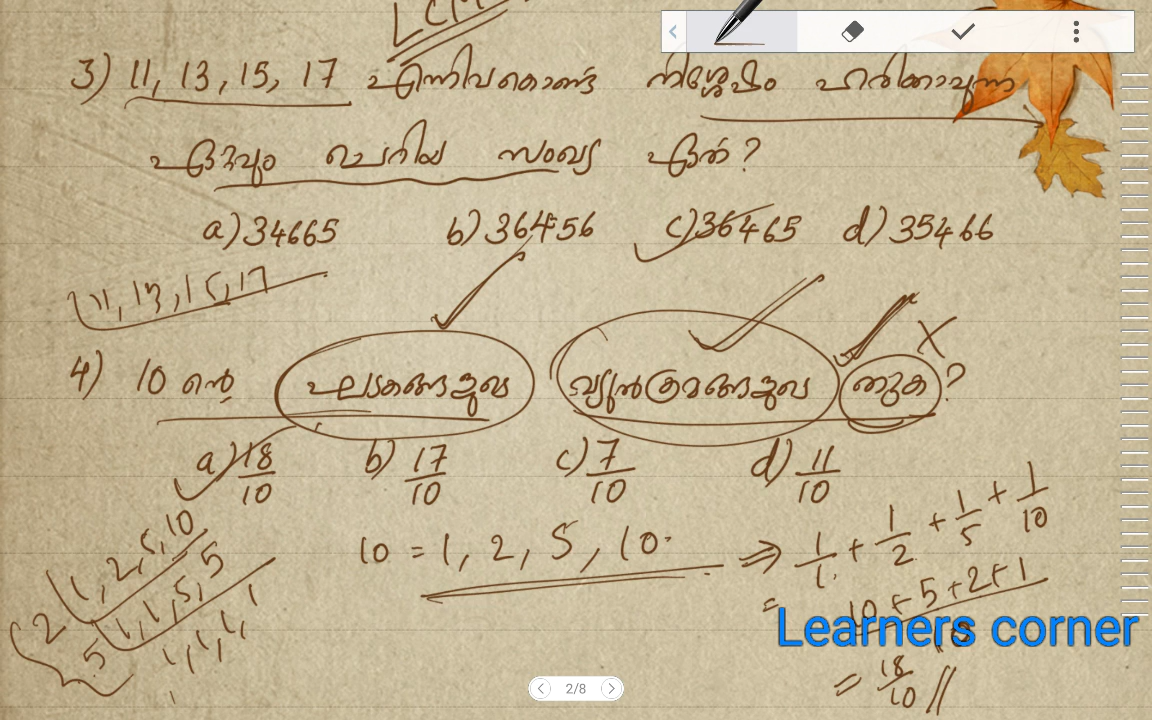 LCM
3) 11, 13, 15, 17 എന്നിവകൊണ്ട് നിശ്ശേഷം ഹരിക്കാവുന്ന
ഏറ്റവും ചെറിയ സംഖ്യ ഏത്?
a) 34665 b) 36456 c) 36465 d) 35466
11, 13, 15, 17
4) 10 ന്റെ ഘടകങ്ങളുടെ വ്യുൽക്രമങ്ങളുടെ തുക ?
a) 18/10 b) 17/10 c) 7/10 d) 11/10
10 = 1, 2, 5, 10 ⇒ 1/1 + 1/2 + 1/5 + 1/10
= 10 + 5 + 2 + 1
= 18/10 //
2 1, 2, 5, 10
5 1, 1, 5, 5
1, 1, 1, 1
Learners corner
2/8